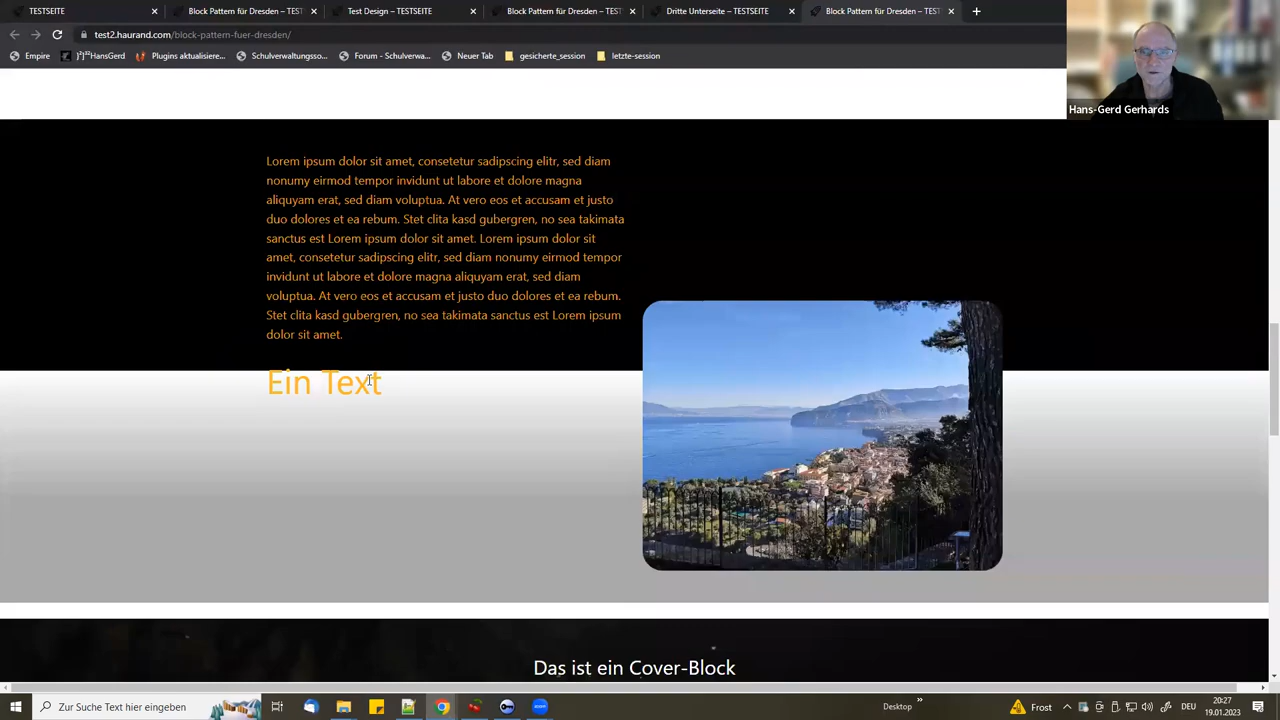 TESTSEITE
Block Pattern für Dresden – TEST
Test Design – TESTSEITE
Block Pattern für Dresden – TEST
Dritte Unterseite – TESTSEITE
Block Pattern für Dresden – TEST
test2.haurand.com/block-pattern-fuer-dresden/
Empire
}²]³²HansGerd
Plugins aktualisiere...
Schulverwaltungsso...
Forum - Schulverwa...
Neuer Tab
gesicherte_session
letzte-session
Hans-Gerd Gerhards
Lorem ipsum dolor sit amet, consetetur sadipscing elitr, sed diam
nonumy eirmod tempor invidunt ut labore et dolore magna
aliquyam erat, sed diam voluptua. At vero eos et accusam et justo
duo dolores et ea rebum. Stet clita kasd gubergren, no sea takimata
sanctus est Lorem ipsum dolor sit amet. Lorem ipsum dolor sit
amet, consetetur sadipscing elitr, sed diam nonumy eirmod tempor
invidunt ut labore et dolore magna aliquyam erat, sed diam
voluptua. At vero eos et accusam et justo duo dolores et ea rebum.
Stet clita kasd gubergren, no sea takimata sanctus est Lorem ipsum
dolor sit amet.
Ein Text
Das ist ein Cover-Block
Zur Suche Text hier eingeben
Desktop
Frost
20:27
19.01.2023